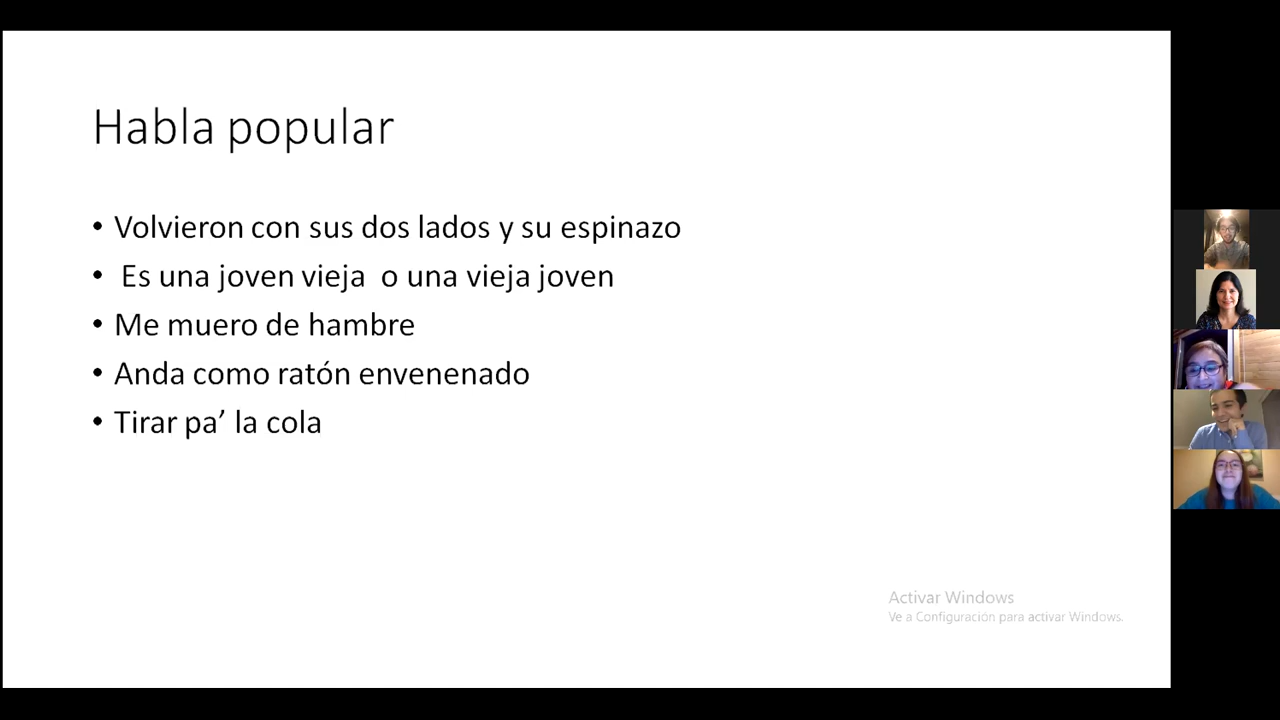 Habla popular
• Volvieron con sus dos lados y su espinazo
• Es una joven vieja  o una vieja joven
• Me muero de hambre
• Anda como ratón envenenado
• Tirar pa’ la cola
Activar Windows
Ve a Configuración para activar Windows.